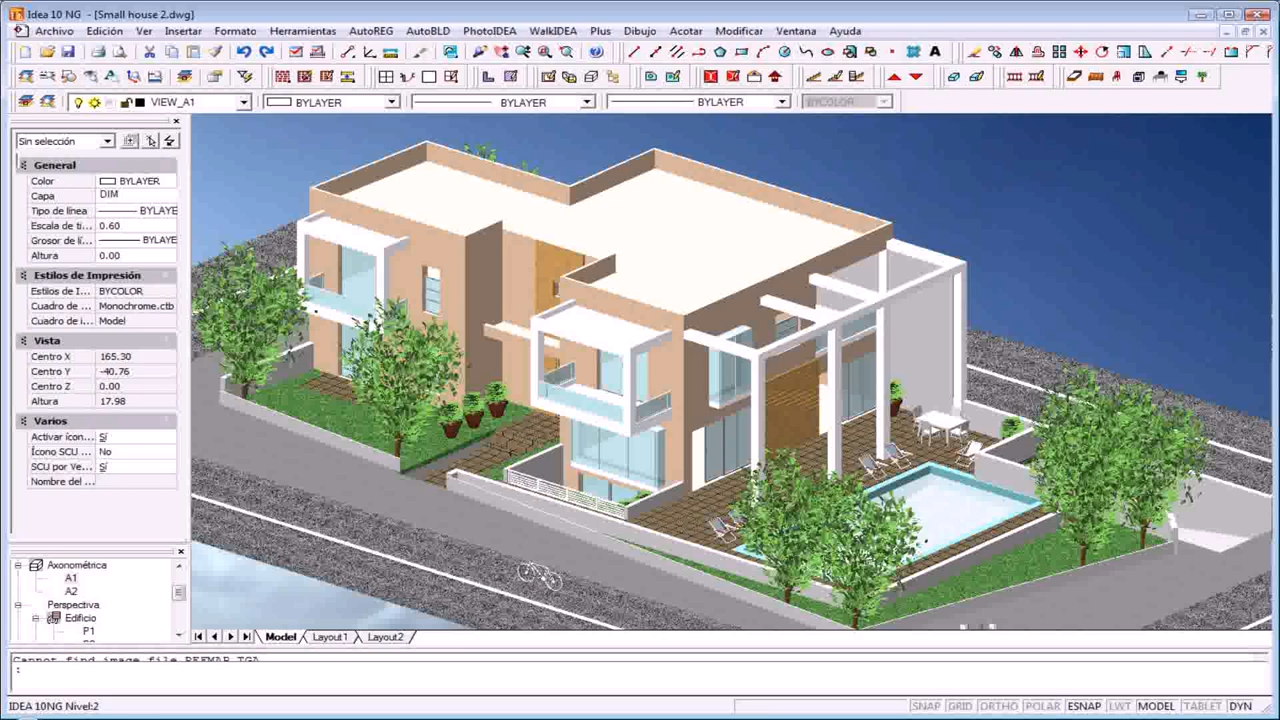 Idea 10 NG - [Small house 2.dwg]
Archivo Edición Ver Insertar Formato Herramientas AutoREG AutoBLD PhotoIDEA WalkIDEA Plus Dibujo Acotar Modificar Ventana Ayuda
A
VIEW_A1 BYLAYER BYLAYER BYLAYER BYCOLOR
Sin selección
General
Color BYLAYER
Capa DIM
Tipo de línea BYLAYE
Escala de ti... 0.60
Grosor de lí... BYLAYE
Altura 0.00
Estilos de Impresión
Estilos de I... BYCOLOR
Cuadro de ... Monochrome.ctb
Cuadro de i... Model
Vista
Centro X 165.30
Centro Y -40.76
Centro Z 0.00
Altura 17.98
Varios
Activar ícon... Sí
Ícono SCU ... No
SCU por Ve... Sí
Nombre del ...
Axonométrica
A1
A2
Perspectiva
Edificio
P1
Model Layout1 Layout2
Cannot find image file
:
IDEA 10NG Nivel:2 SNAP GRID ORTHO POLAR ESNAP LWT MODEL TABLET DYN